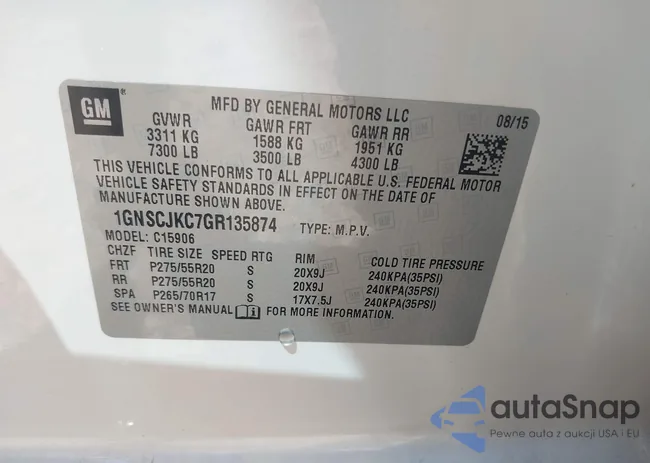 GM
MFD BY GENERAL MOTORS LLC
08/15
GVWR GAWR FRT GAWR RR
3311 KG 1588 KG 1951 KG
7300 LB 3500 LB 4300 LB
THIS VEHICLE CONFORMS TO ALL APPLICABLE U.S. FEDERAL MOTOR
VEHICLE SAFETY STANDARDS IN EFFECT ON THE DATE OF
MANUFACTURE SHOWN ABOVE.
1GNSCJKC7GR135874 TYPE: M.P.V.
MODEL: C15906
CHZF TIRE SIZE SPEED RTG RIM COLD TIRE PRESSURE
FRT P275/55R20 S 20X9J 240KPA(35PSI)
RR P275/55R20 S 20X9J 240KPA(35PSI)
SPA P265/70R17 S 17X7.5J 240KPA(35PSI)
SEE OWNER'S MANUAL FOR MORE INFORMATION.
autaSnap
Pewne auta z aukcji USA i EU